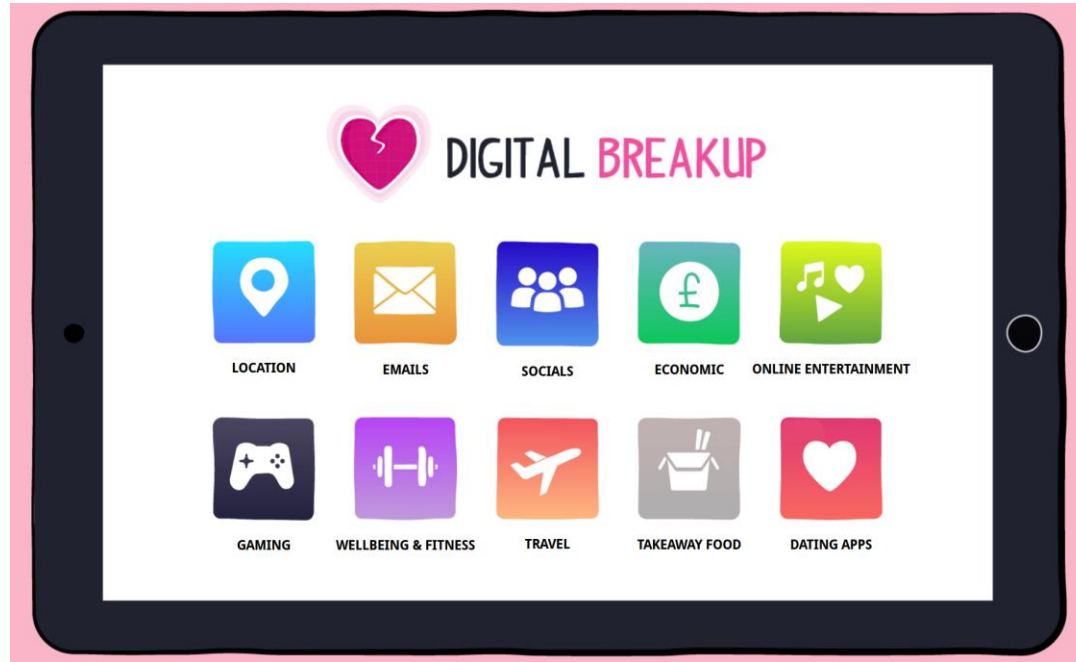 DIGITAL BREAKUP
LOCATION
EMAILS
SOCIALS
£
ECONOMIC
ONLINE ENTERTAINMENT
GAMING
WELLBEING & FITNESS
TRAVEL
TAKEAWAY FOOD
DATING APPS